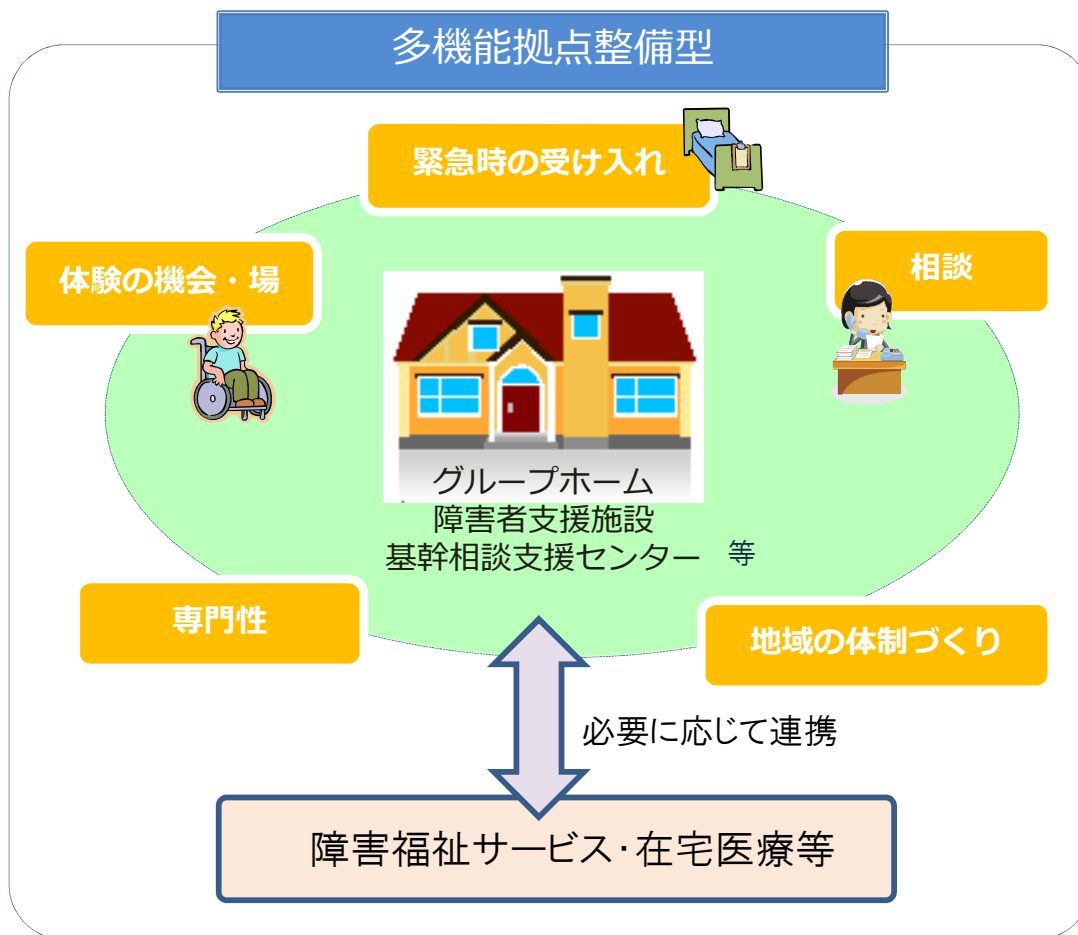 多機能拠点整備型
緊急時の受け入れ
体験の機会・場
相談
グループホーム
障害者支援施設
基幹相談支援センター 等
専門性
地域の体制づくり
必要に応じて連携
障害福祉サービス・在宅医療等